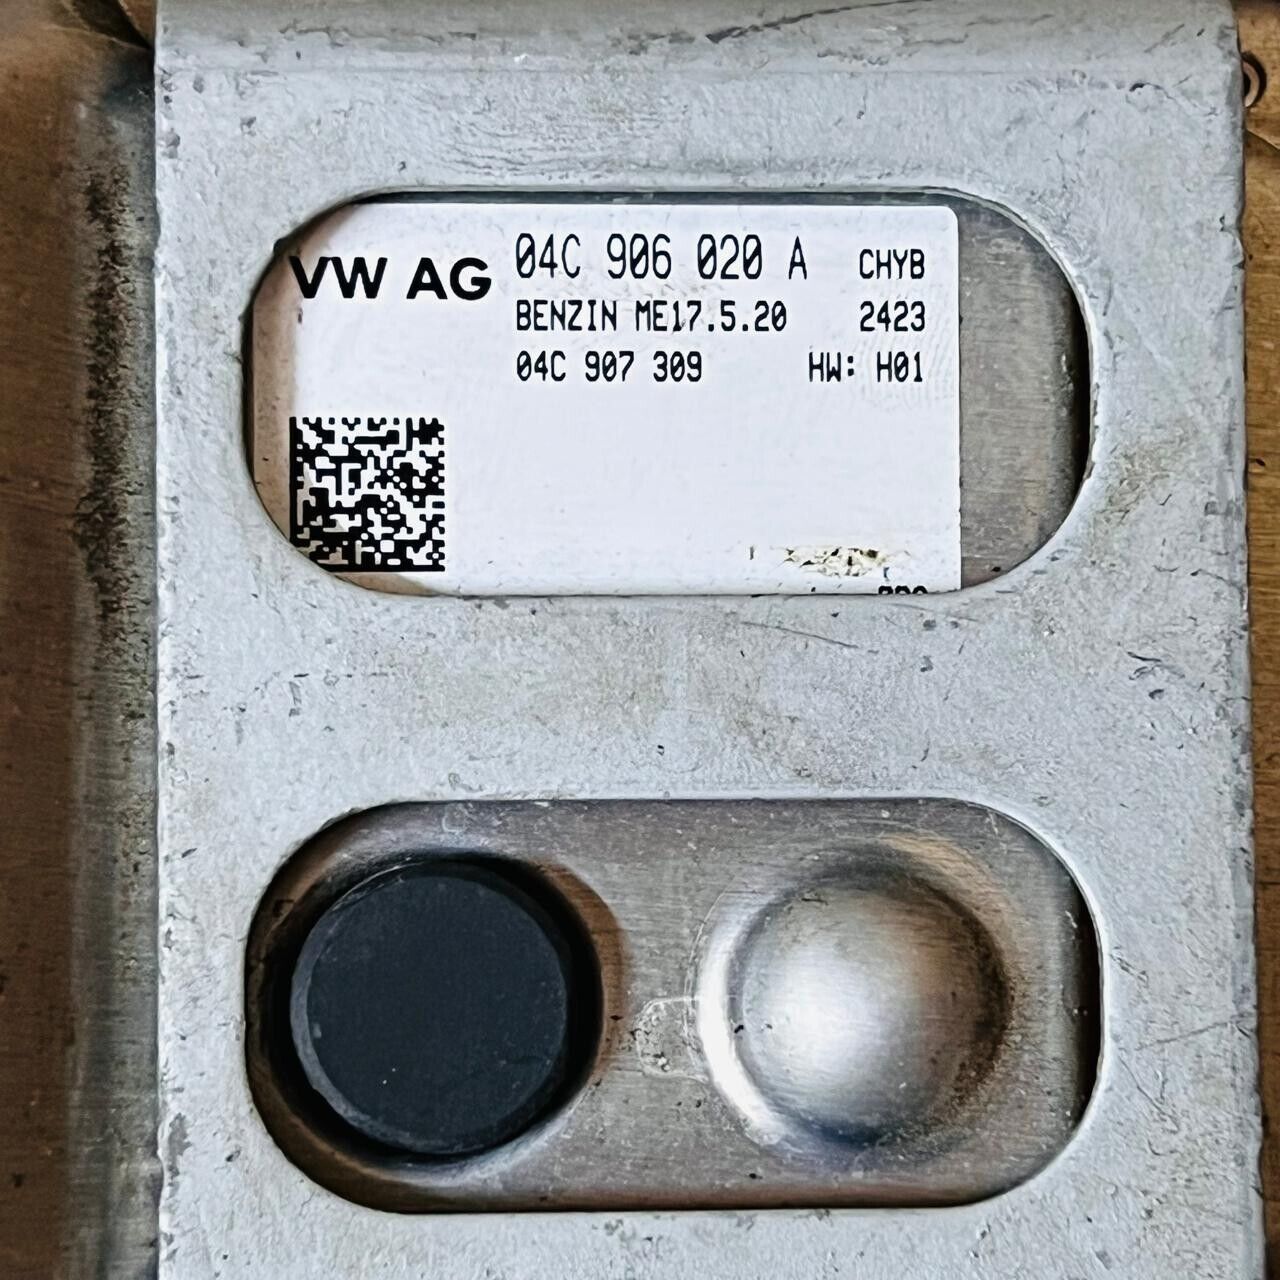 VW AG 04C 906 020 A CHYB
BENZIN ME17.5.20 2423
04C 907 309 HW: H01